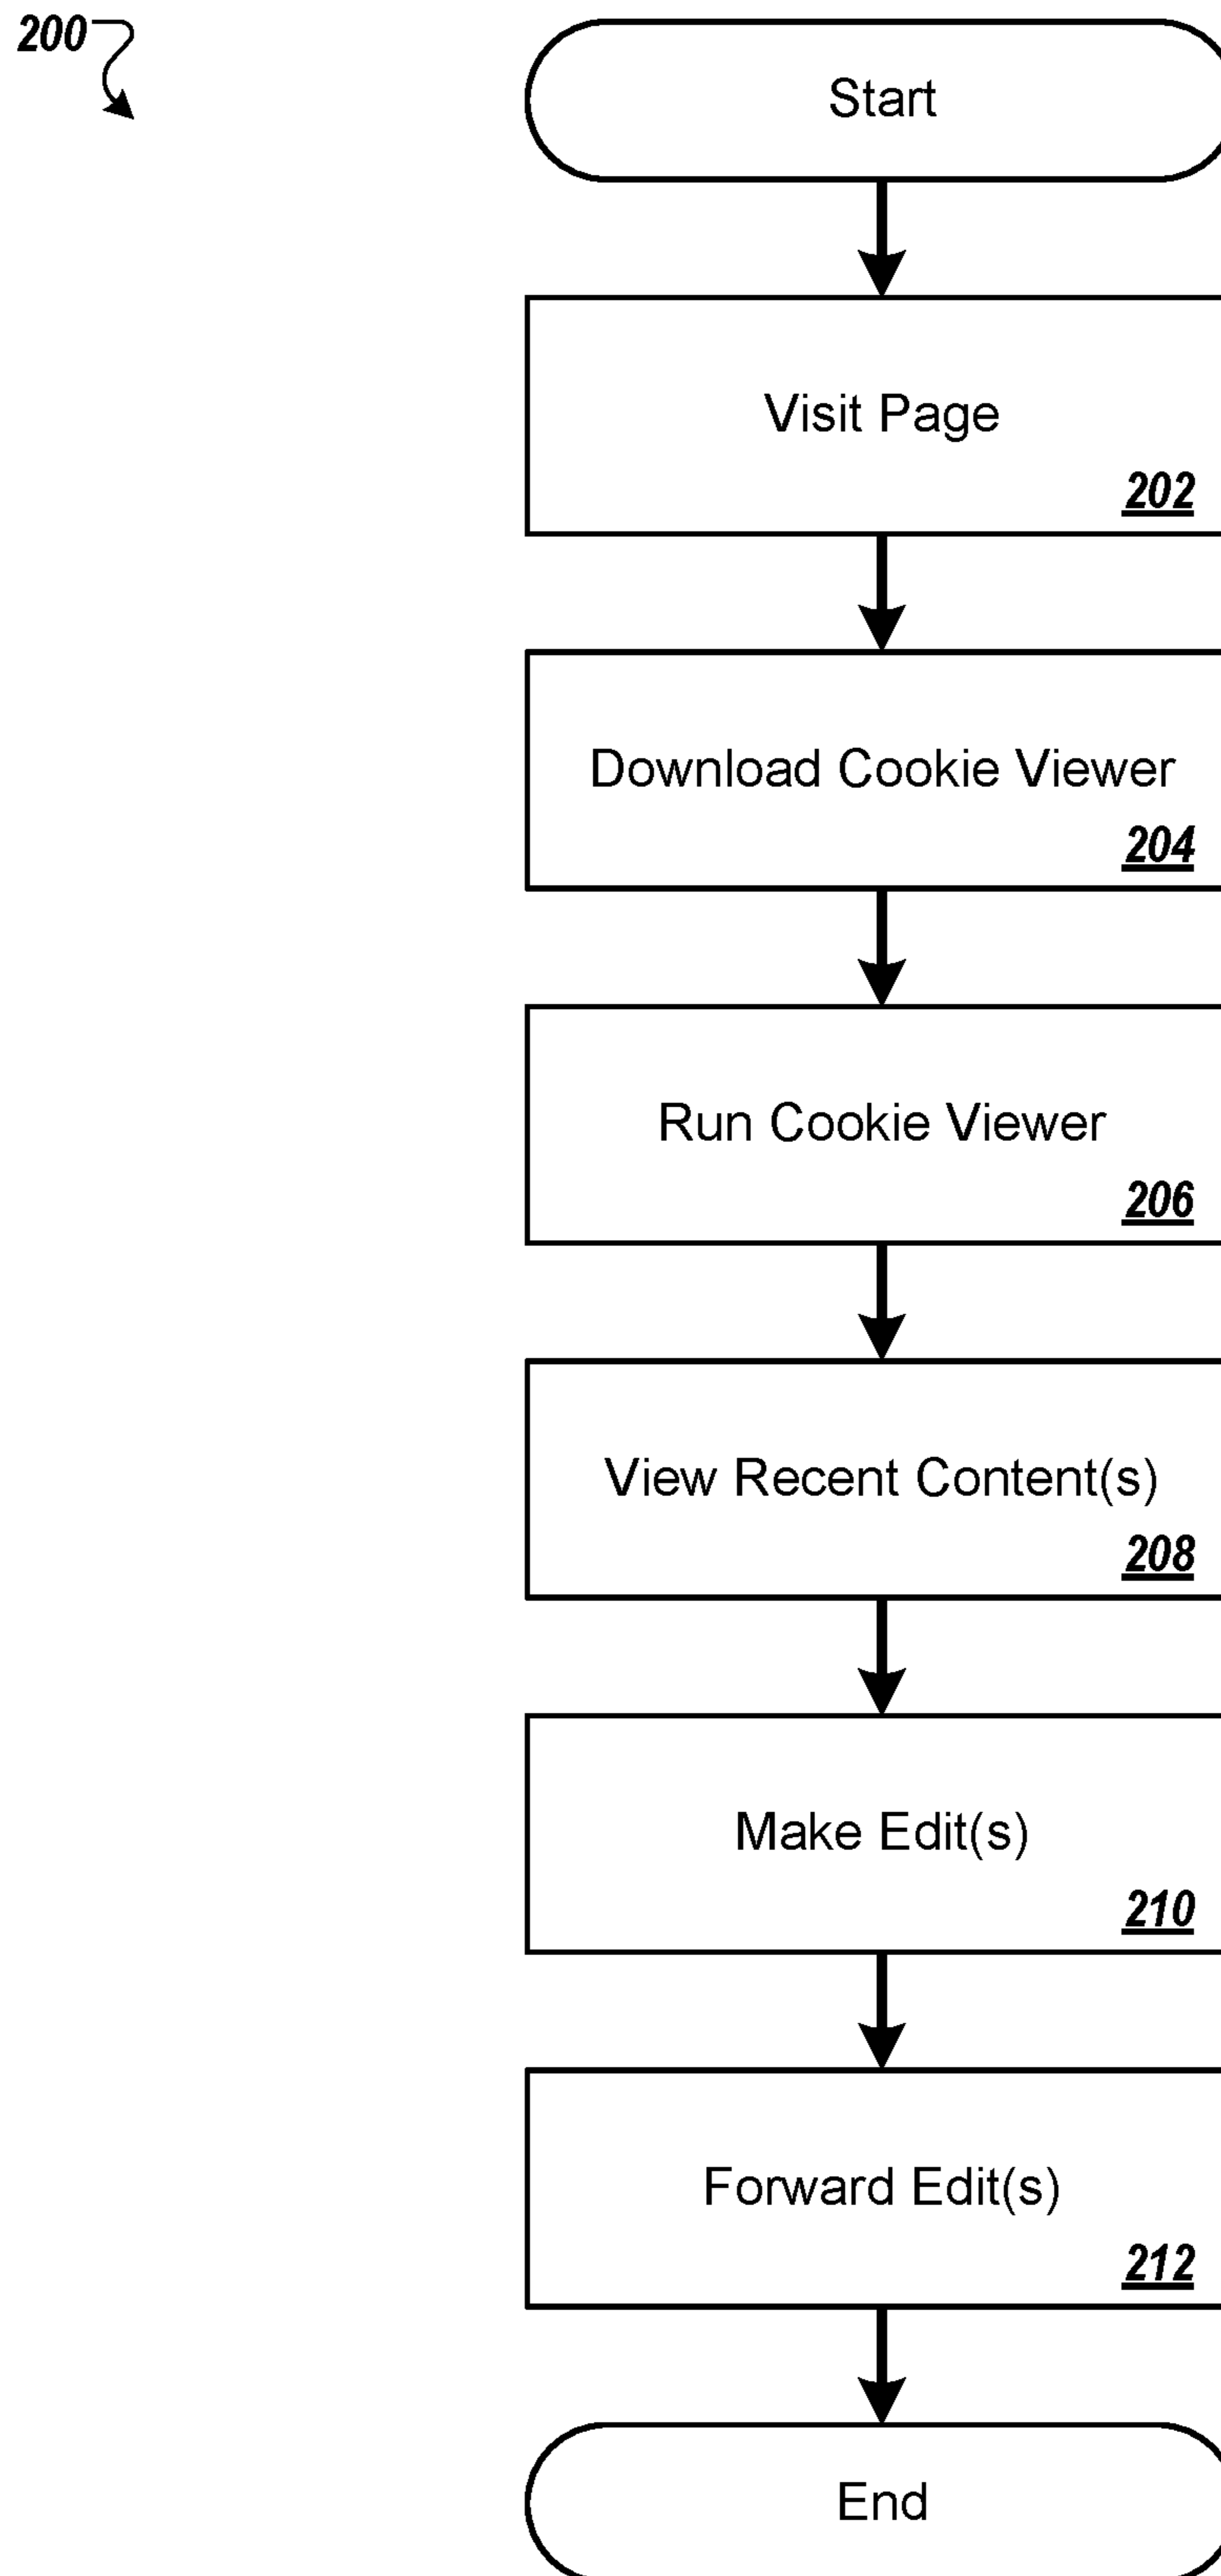 200
Start
Visit Page
202
Download Cookie Viewer
204
Run Cookie Viewer
206
View Recent Content(s)
208
Make Edit(s)
210
Forward Edit(s)
212
End